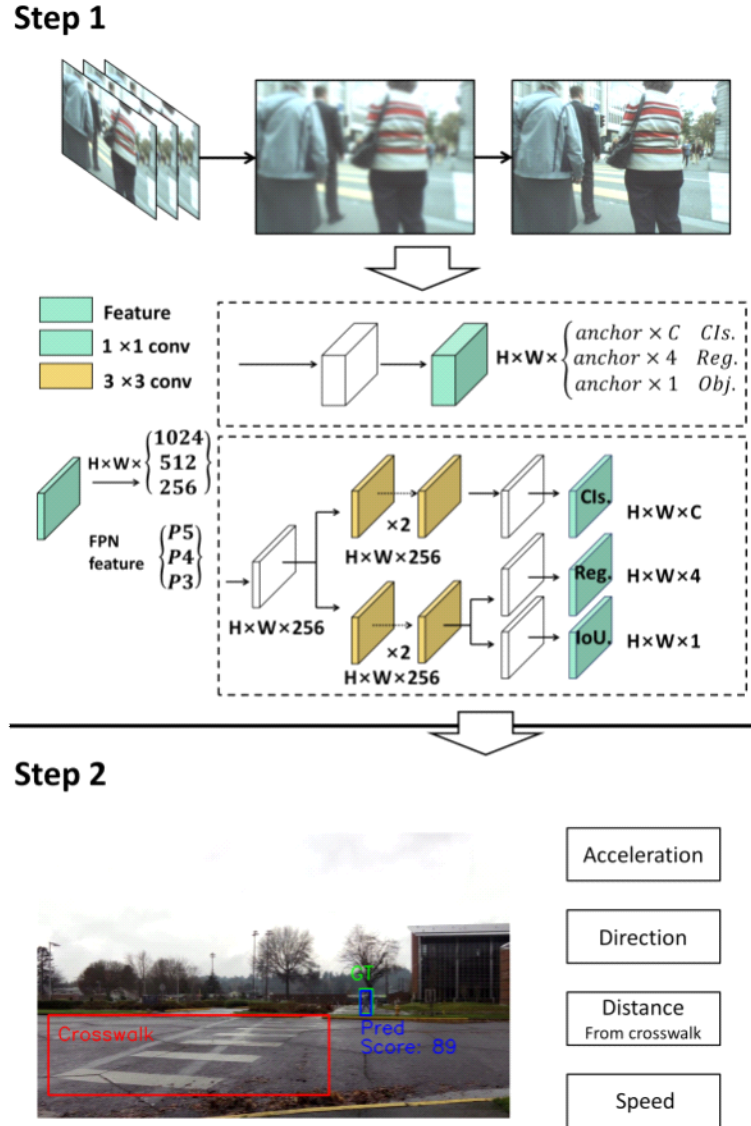 Step 1
Feature
1 ×1 conv
3 ×3 conv
H×W× { anchor × C Cls.
anchor × 4 Reg.
anchor × 1 Obj.
H×W× {1024
512
256}
FPN
feature
{P5
P4
P3}
H×W×256
×2
H×W×256
×2
H×W×256
Cls.
H×W×C
Reg.
H×W×4
IoU.
H×W×1
Step 2
GT
Crosswalk
Pred
Score: 89
Acceleration
Direction
Distance
From crosswalk
Speed